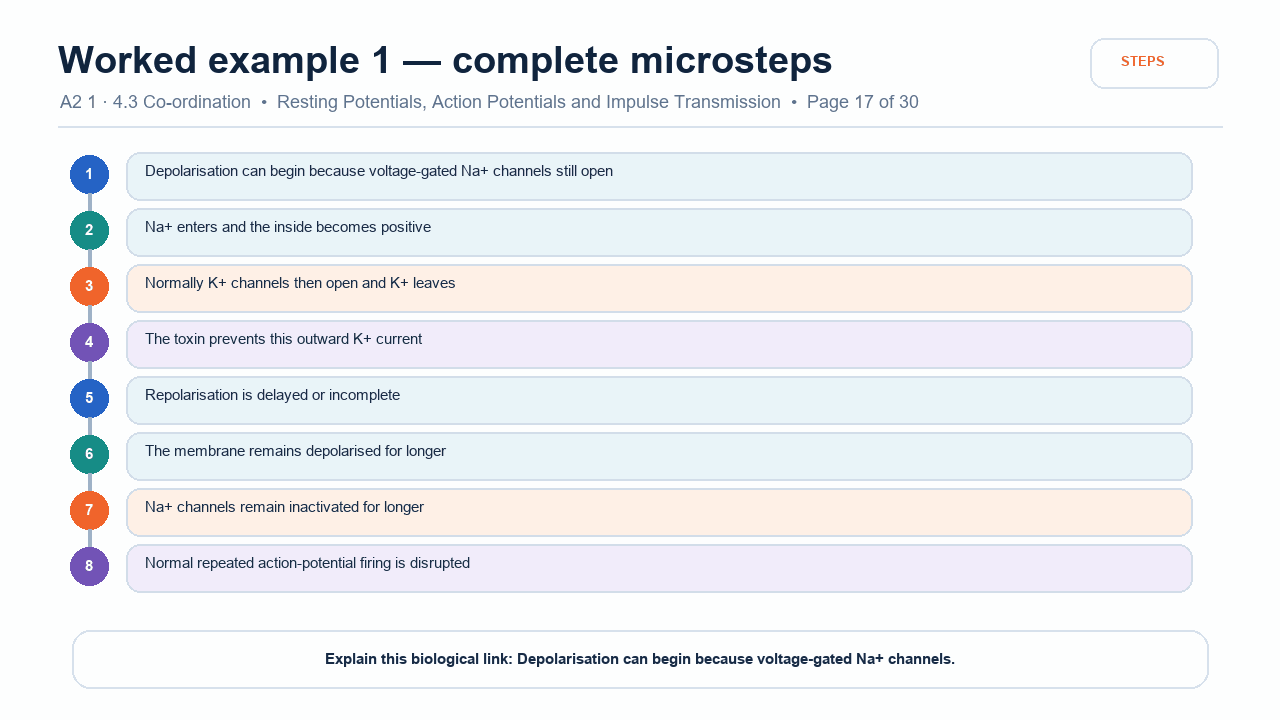 Worked example 1 — complete microsteps
STEPS
A2 1 · 4.3 Co-ordination • Resting Potentials, Action Potentials and Impulse Transmission • Page 17 of 30
1 Depolarisation can begin because voltage-gated Na+ channels still open
2 Na+ enters and the inside becomes positive
3 Normally K+ channels then open and K+ leaves
4 The toxin prevents this outward K+ current
5 Repolarisation is delayed or incomplete
6 The membrane remains depolarised for longer
7 Na+ channels remain inactivated for longer
8 Normal repeated action-potential firing is disrupted
Explain this biological link: Depolarisation can begin because voltage-gated Na+ channels.